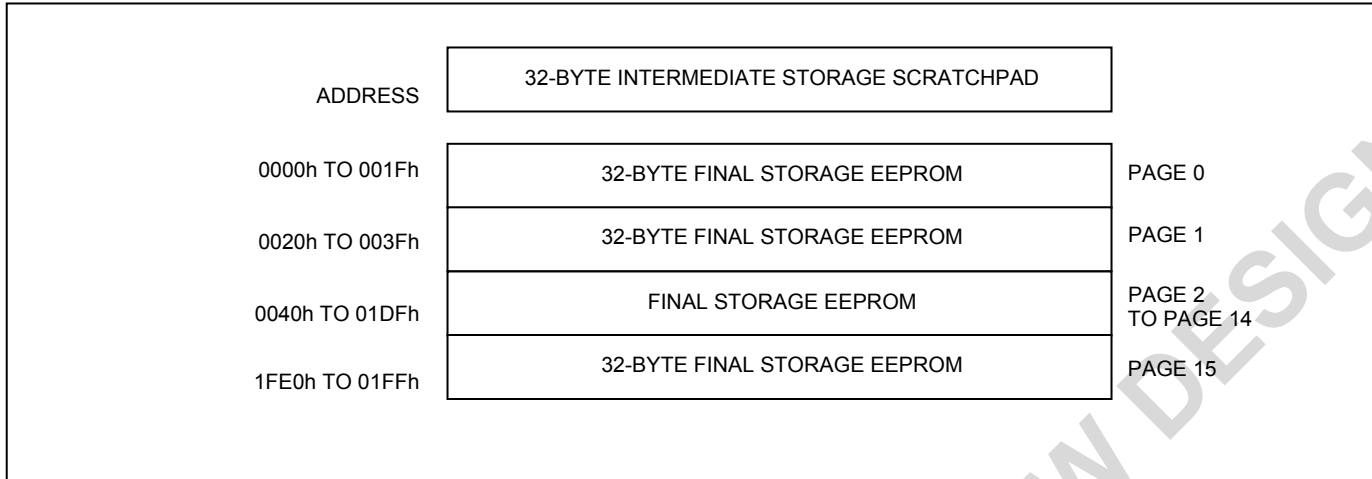 32-BYTE INTERMEDIATE STORAGE SCRATCHPAD
ADDRESS
0000h TO 001Fh
32-BYTE FINAL STORAGE EEPROM
PAGE 0
0020h TO 003Fh
32-BYTE FINAL STORAGE EEPROM
PAGE 1
0040h TO 01DFh
FINAL STORAGE EEPROM
PAGE 2
TO PAGE 14
1FE0h TO 01FFh
32-BYTE FINAL STORAGE EEPROM
PAGE 15